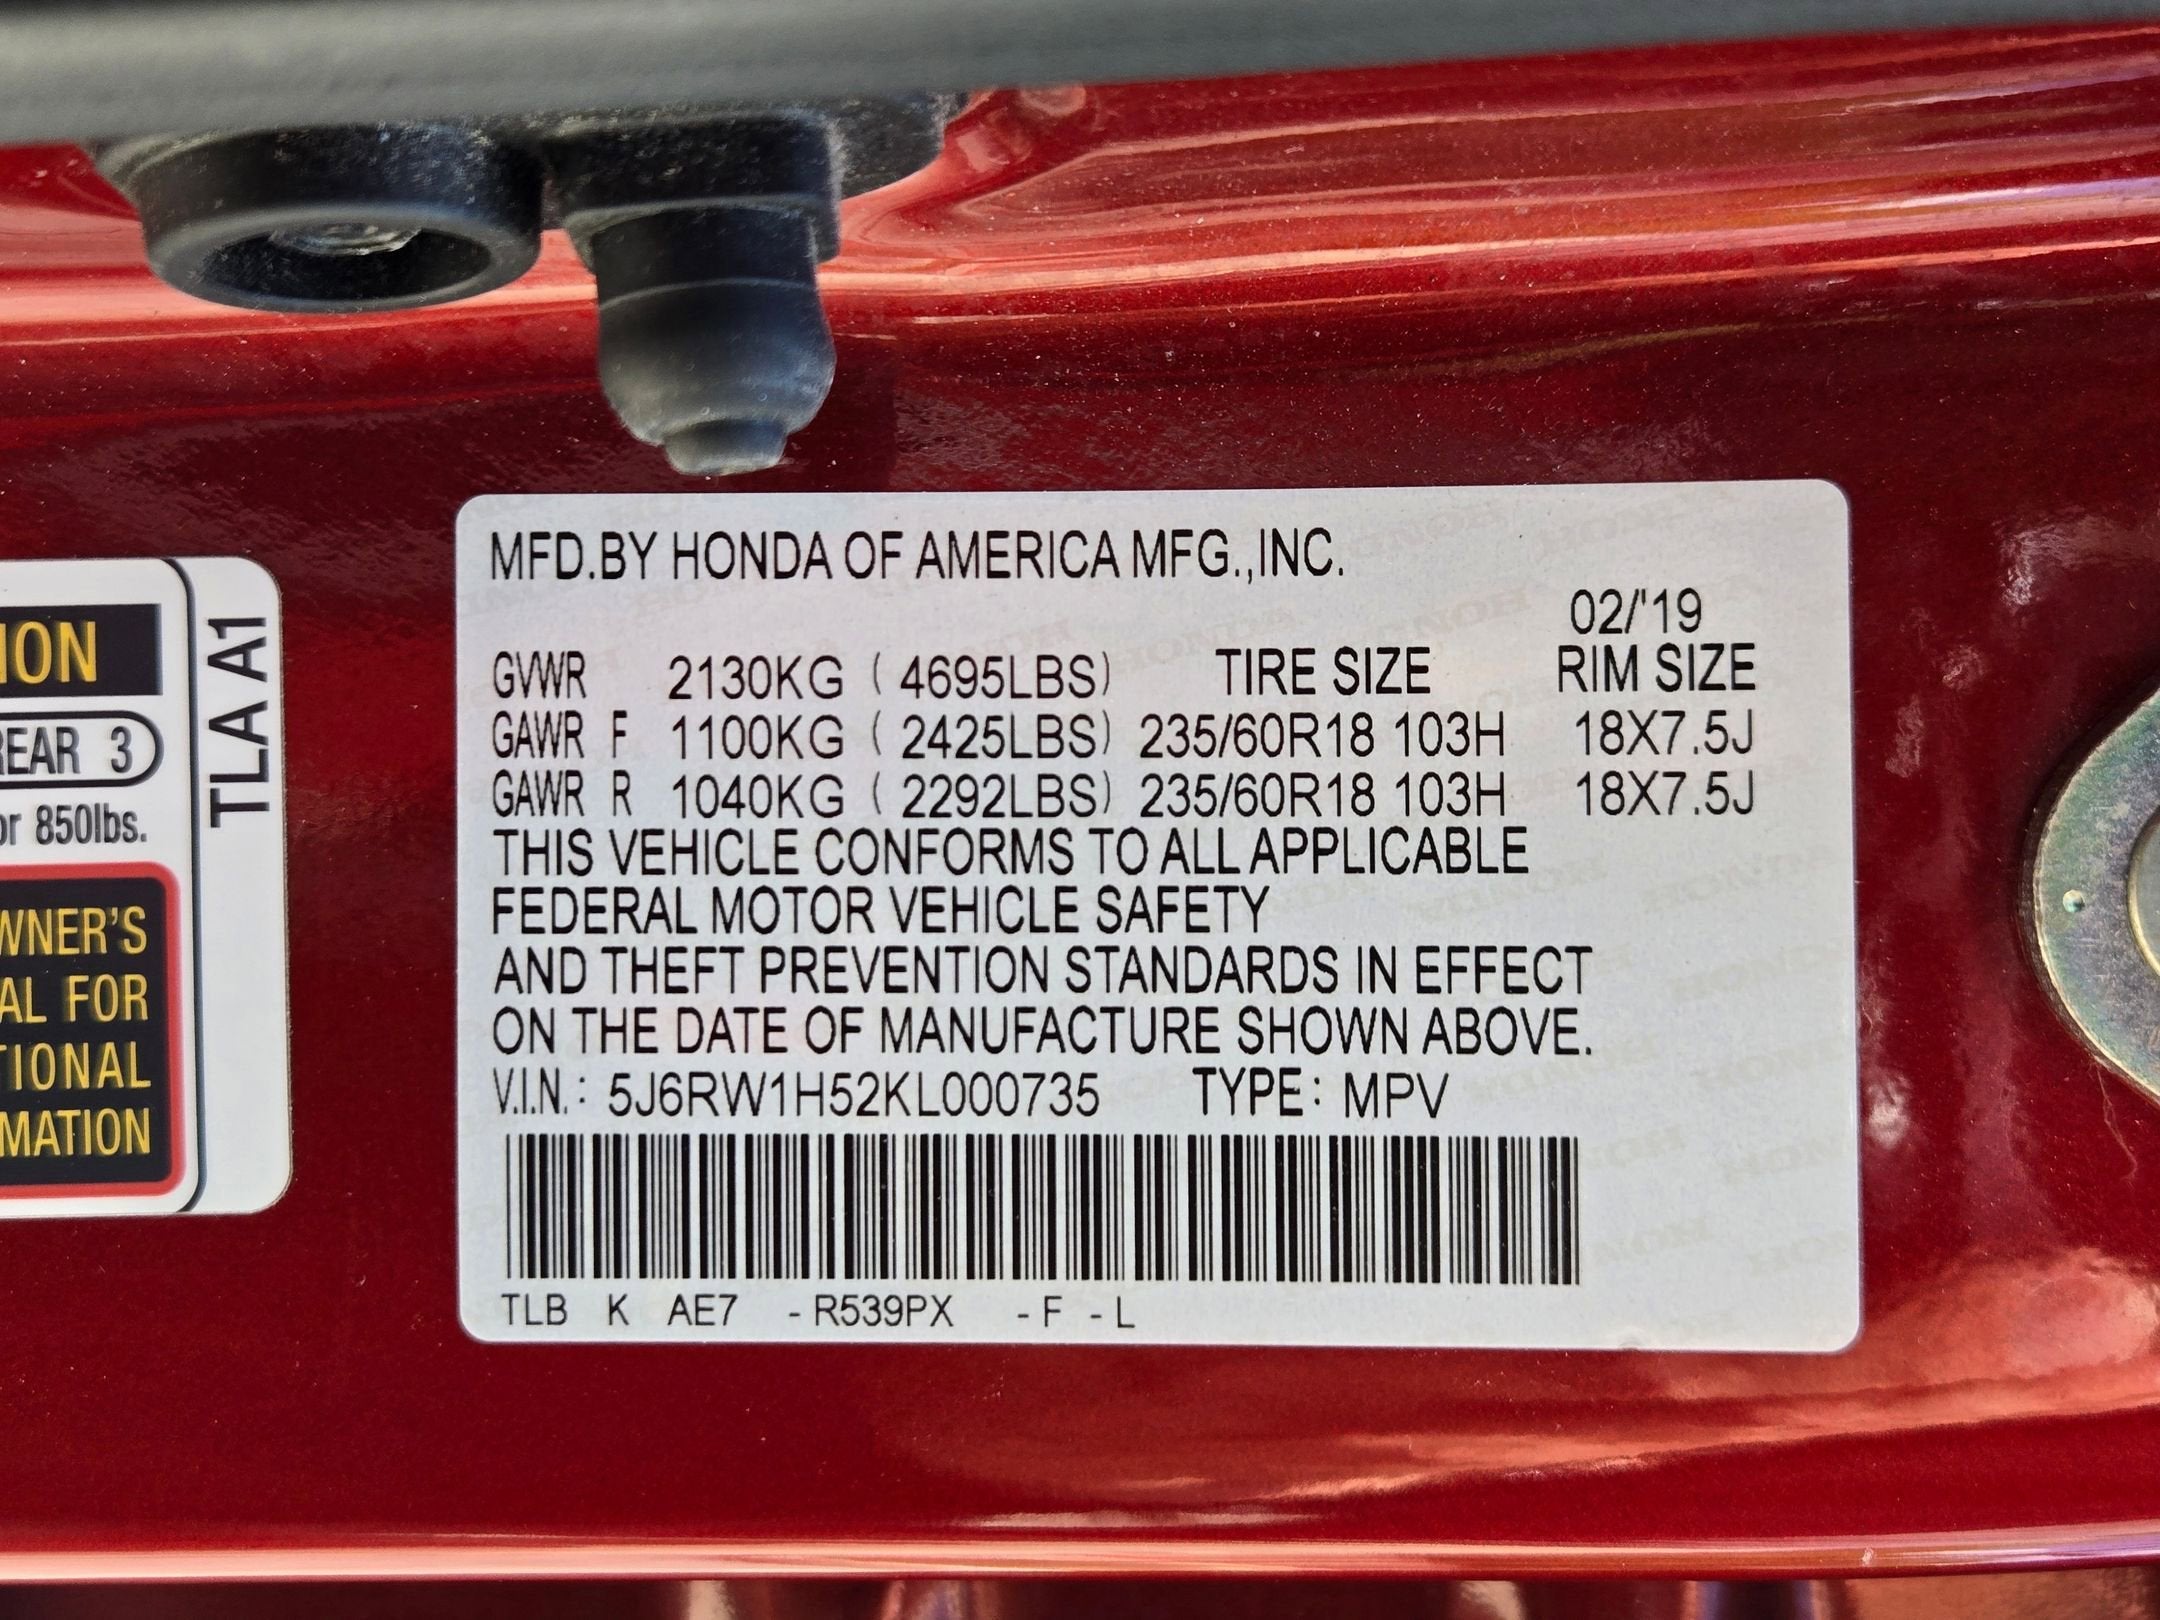 ION
REAR 3
or 850lbs.
WNER'S
AL FOR
TIONAL
MATION
TLA A1
MFD.BY HONDA OF AMERICA MFG.,INC.
02/'19
GVWR 2130KG ( 4695LBS) TIRE SIZE RIM SIZE
GAWR F 1100KG ( 2425LBS) 235/60R18 103H 18X7.5J
GAWR R 1040KG ( 2292LBS) 235/60R18 103H 18X7.5J
THIS VEHICLE CONFORMS TO ALL APPLICABLE
FEDERAL MOTOR VEHICLE SAFETY
AND THEFT PREVENTION STANDARDS IN EFFECT
ON THE DATE OF MANUFACTURE SHOWN ABOVE.
V.I.N.: 5J6RW1H52KL000735 TYPE: MPV
TLB K AE7 - R539PX - F - L